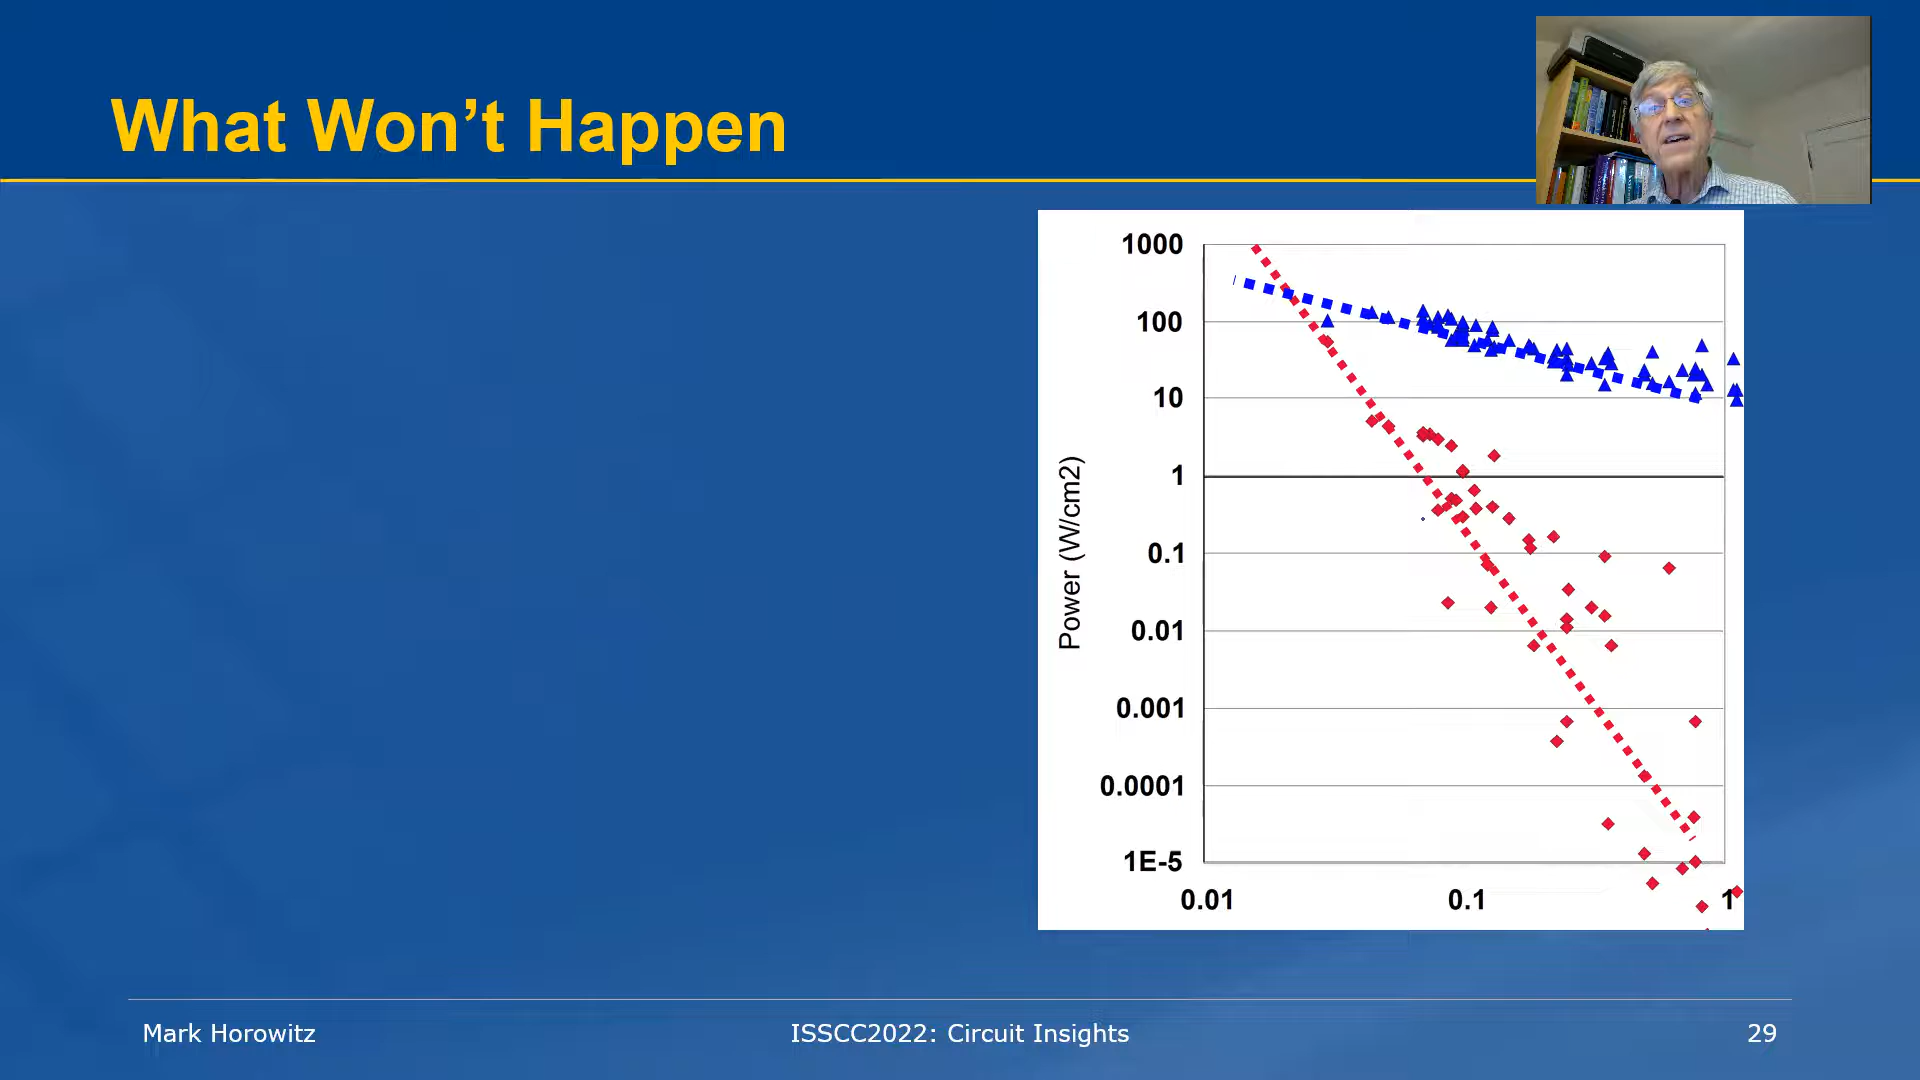 What Won’t Happen
1000
100
10
1
0.1
0.01
0.001
0.0001
1E-5
Power (W/cm2)
0.01 0.1 1
Mark Horowitz ISSCC2022: Circuit Insights 29